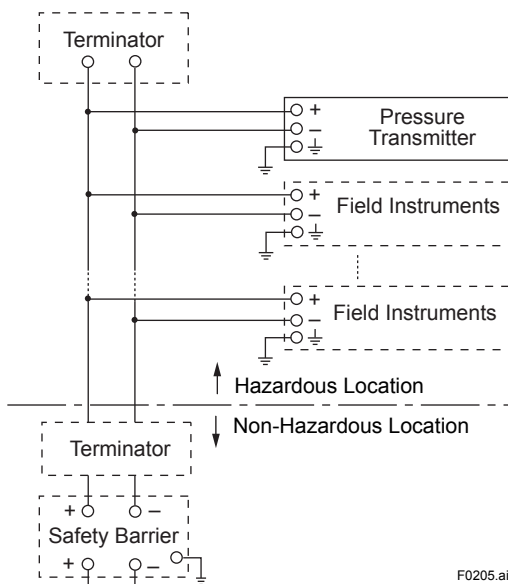 Terminator
+
Pressure
Transmitter
−
+
Field Instruments
−
+
Field Instruments
−
Hazardous Location
Non-Hazardous Location
Terminator
+ −
Safety Barrier
+ −
F0205.ai